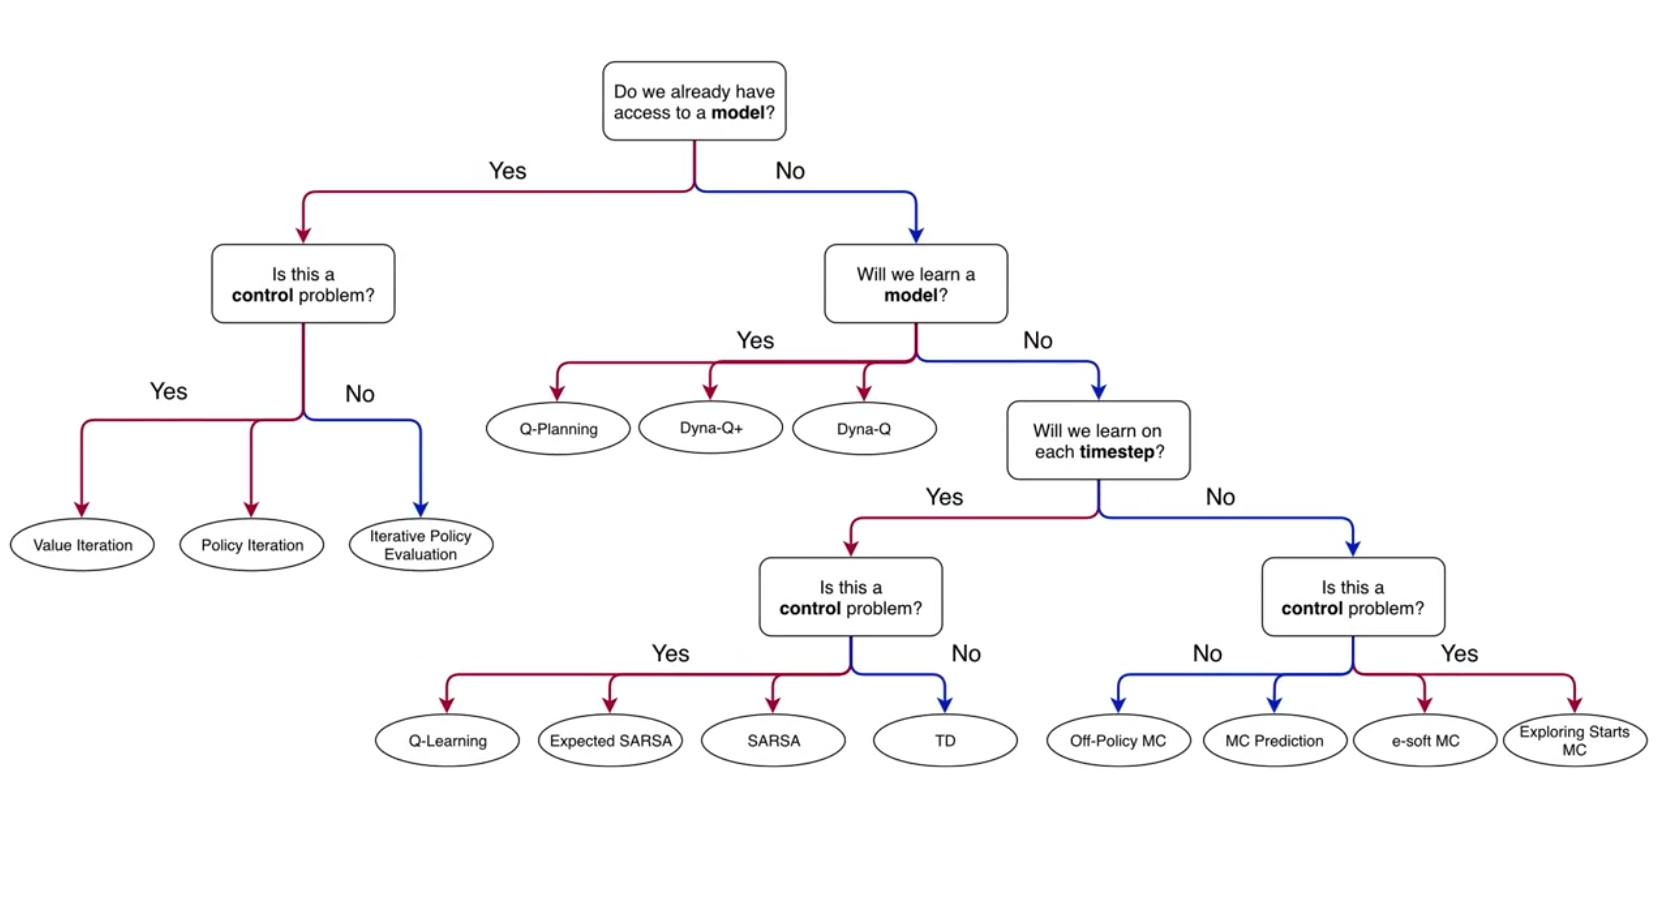 Do we already have
access to a model?
Yes
No
Is this a
control problem?
Will we learn a
model?
Yes
No
Yes
No
Q-Planning
Dyna-Q+
Dyna-Q
Will we learn on
each timestep?
Value Iteration
Policy Iteration
Iterative Policy
Evaluation
Yes
No
Is this a
control problem?
Is this a
control problem?
Yes
No
No
Yes
Q-Learning
Expected SARSA
SARSA
TD
Off-Policy MC
MC Prediction
e-soft MC
Exploring Starts
MC